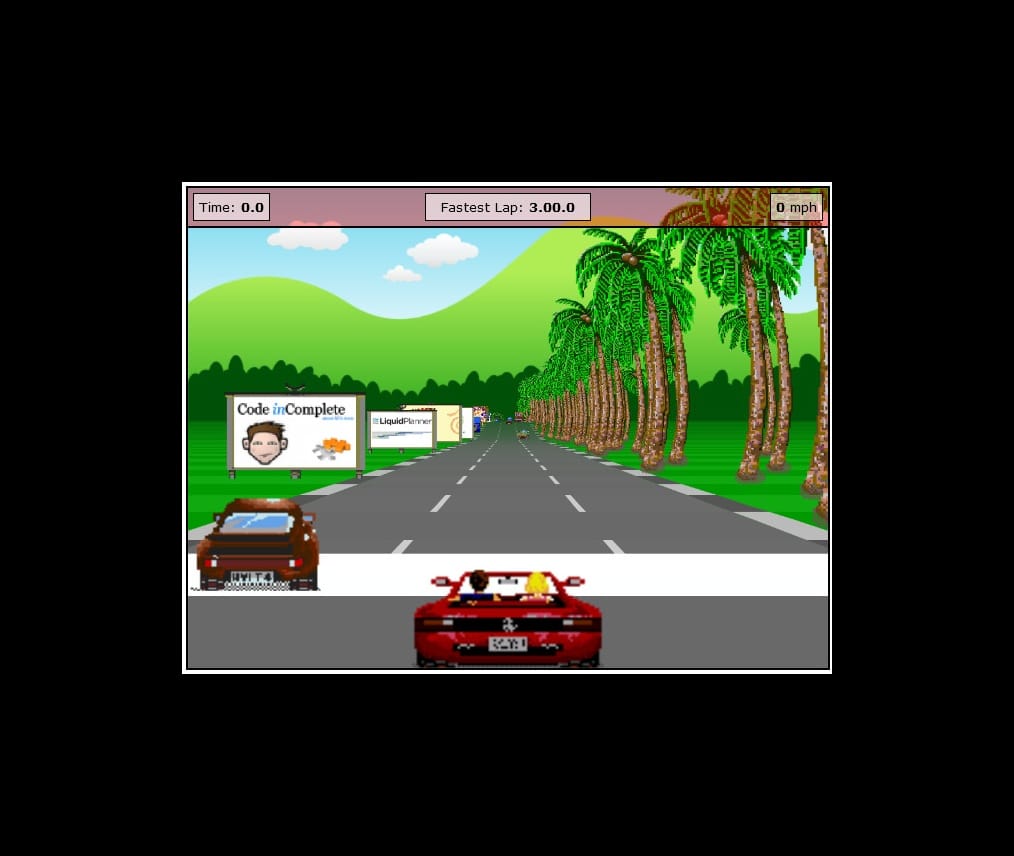 Time: 0.0
Fastest Lap: 3.00.0
0 mph
Code inComplete
LiquidPlanner